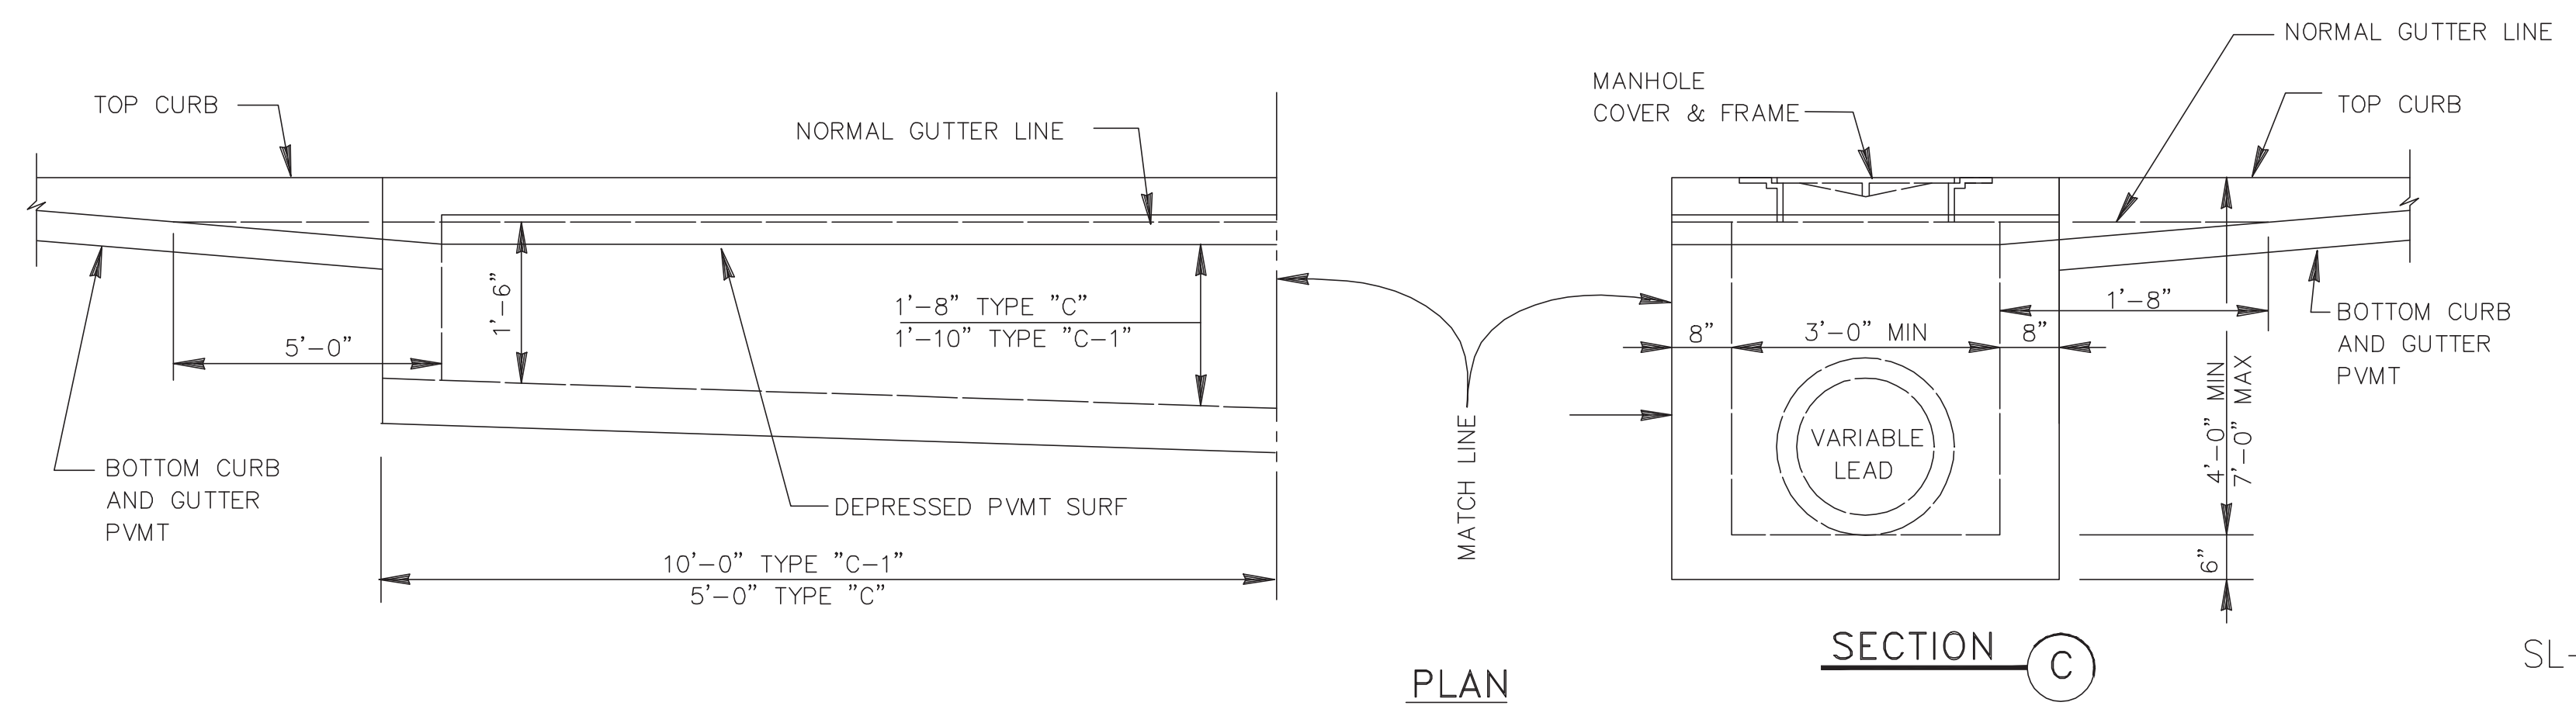 TOP CURB
NORMAL GUTTER LINE
1'-6"
1'-8" TYPE "C"
1'-10" TYPE "C-1"
5'-0"
BOTTOM CURB
AND GUTTER
PVMT
DEPRESSED PVMT SURF
10'-0" TYPE "C-1"
5'-0" TYPE "C"
MATCH LINE
PLAN
MANHOLE
COVER & FRAME
NORMAL GUTTER LINE
TOP CURB
1'-8"
8"
3'-0" MIN
8"
BOTTOM CURB
AND GUTTER
PVMT
4'-0" MIN
7'-0" MAX
VARIABLE
LEAD
6"
SECTION C
SL-